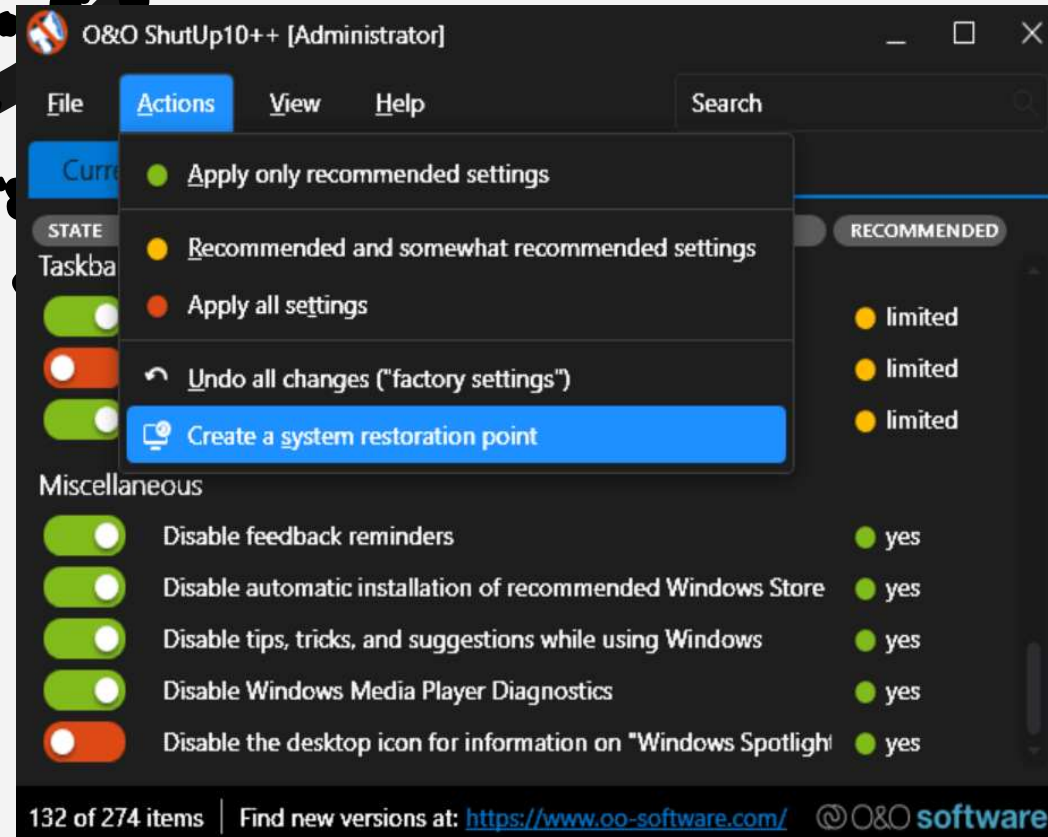 O&O ShutUp10++ [Administrator]
File Actions View Help Search
Apply only recommended settings
STATE RECOMMENDED
Recommended and somewhat recommended settings
Apply all settings limited
Undo all changes ("factory settings") limited
Create a system restoration point limited
Miscellaneous
Disable feedback reminders yes
Disable automatic installation of recommended Windows Store yes
Disable tips, tricks, and suggestions while using Windows yes
Disable Windows Media Player Diagnostics yes
Disable the desktop icon for information on "Windows Spotlight yes
132 of 274 items Find new versions at: https://www.oo-software.com/ O&O software